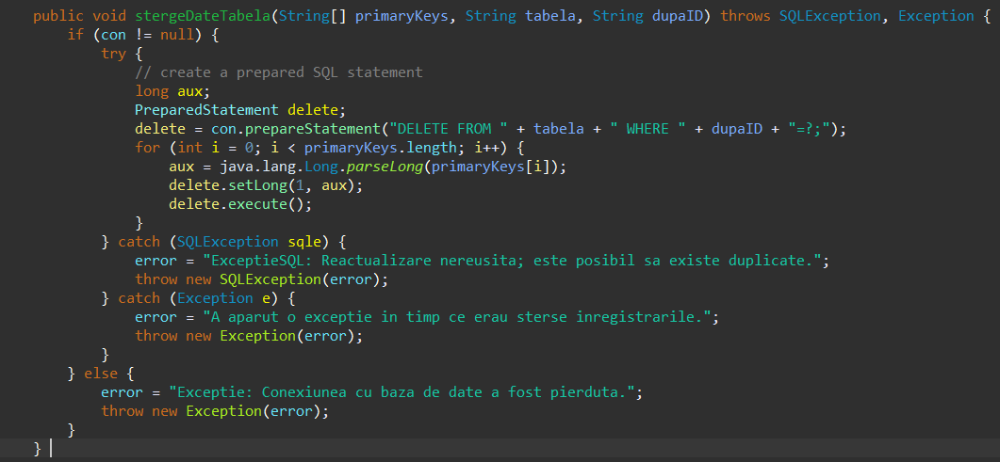 public void stergeDateTabela(String[] primaryKeys, String tabela, String dupaID) throws SQLException, Exception {
    if (con != null) {
        try {
            // create a prepared SQL statement
            long aux;
            PreparedStatement delete;
            delete = con.prepareStatement("DELETE FROM " + tabela + " WHERE " + dupaID + "=?;");
            for (int i = 0; i < primaryKeys.length; i++) {
                aux = java.lang.Long.parseLong(primaryKeys[i]);
                delete.setLong(1, aux);
                delete.execute();
            }
        } catch (SQLException sqle) {
            error = "ExceptieSQL: Reactualizare nereusita; este posibil sa existe duplicate.";
            throw new SQLException(error);
        } catch (Exception e) {
            error = "A aparut o exceptie in timp ce erau sterse inregistrarile.";
            throw new Exception(error);
        }
    } else {
        error = "Exceptie: Conexiunea cu baza de date a fost pierduta.";
        throw new Exception(error);
    }
}